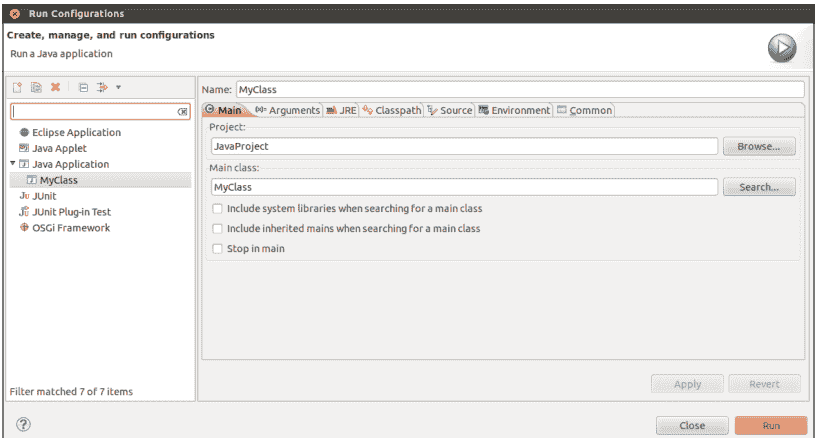 Run Configurations
Create, manage, and run configurations
Run a Java application
Name: MyClass
Main (x)= Arguments JRE Classpath Source Environment Common
Eclipse Application
Java Applet
Java Application
MyClass
Ju JUnit
JUnit Plug-in Test
OSGi Framework
Filter matched 7 of 7 items
Project:
JavaProject Browse...
Main class:
MyClass Search...
Include system libraries when searching for a main class
Include inherited mains when searching for a main class
Stop in main
Apply Revert
? Close Run